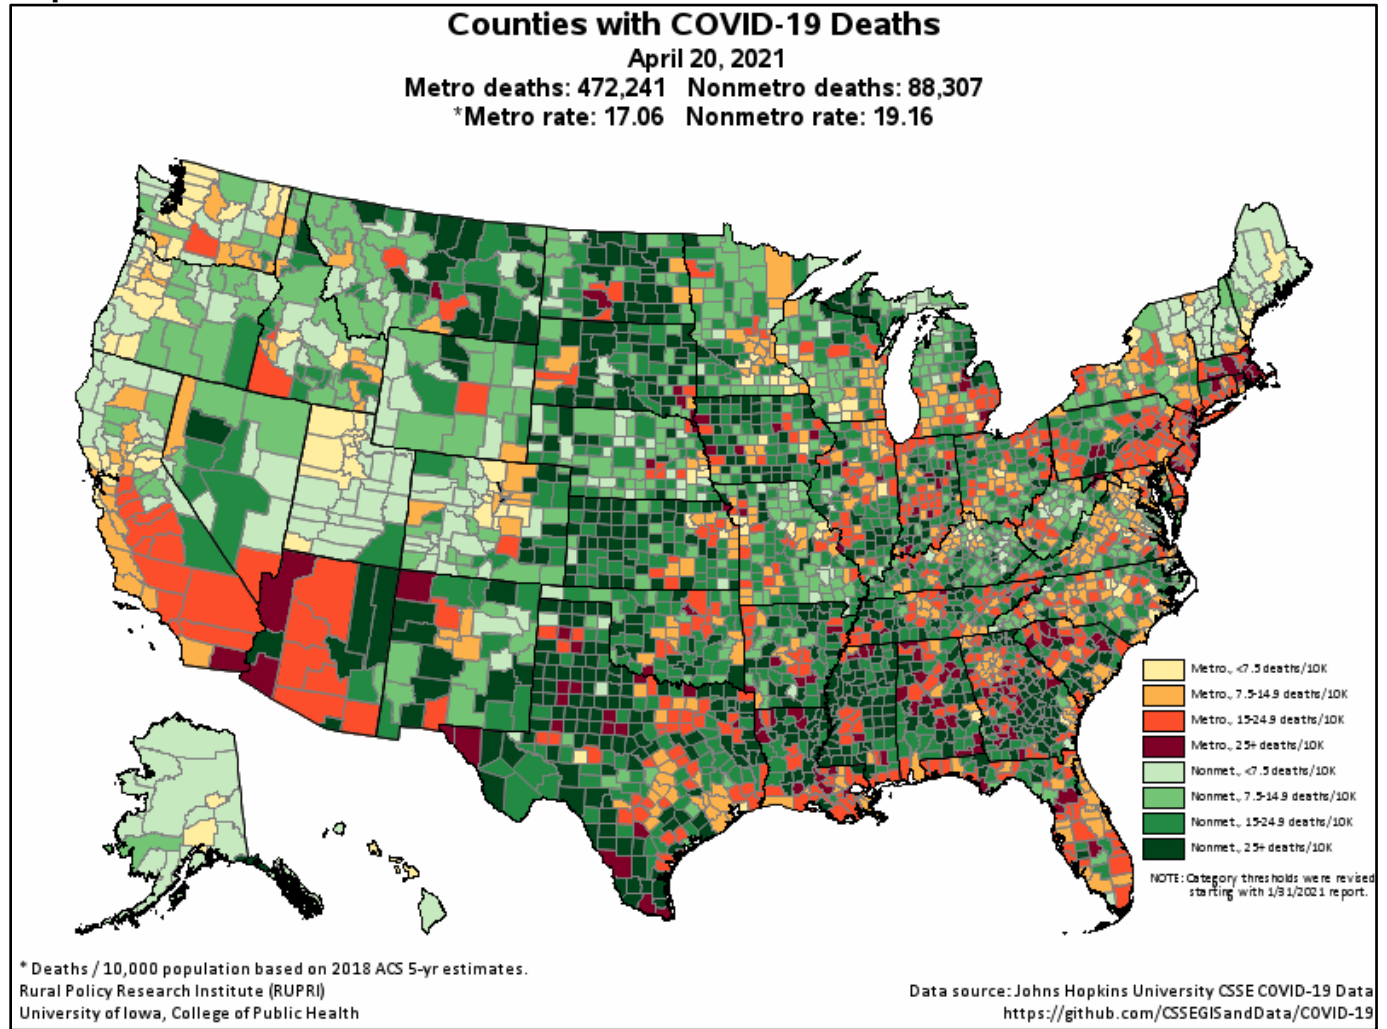 Counties with COVID-19 Deaths
April 20, 2021
Metro deaths: 472,241 Nonmetro deaths: 88,307
*Metro rate: 17.06 Nonmetro rate: 19.16
Metro., <7.5 deaths/10K
Metro., 7.5-14.9 deaths/10K
Metro., 15-24.9 deaths/10K
Metro., 25+ deaths/10K
Nonmet., <7.5 deaths/10K
Nonmet., 7.5-14.9 deaths/10K
Nonmet., 15-24.9 deaths/10K
Nonmet., 25+ deaths/10K
NOTE: Category thresholds were revised
starting with 1/31/2021 report.
* Deaths / 10,000 population based on 2018 ACS 5-yr estimates.
Rural Policy Research Institute (RUPRI)
University of Iowa, College of Public Health
Data source: Johns Hopkins University CSSE COVID-19 Data
https://github.com/CSSEGISandData/COVID-19